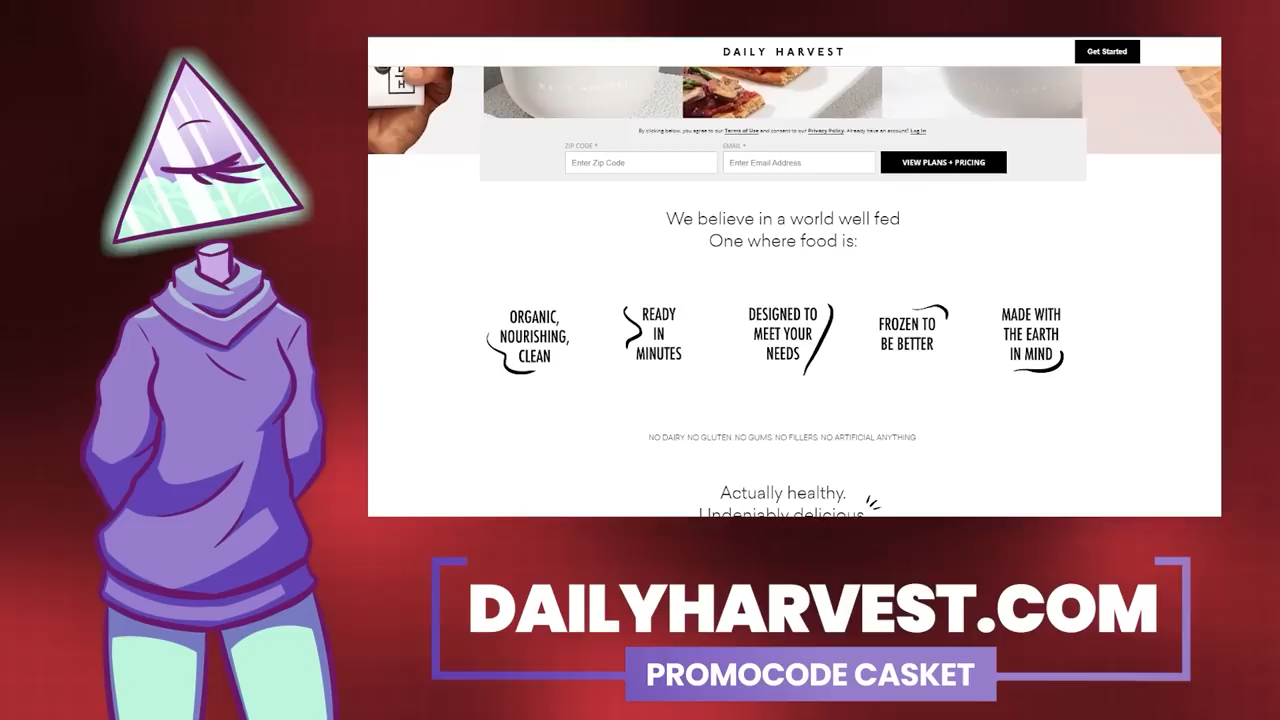 DAILY HARVEST
Get Started
By clicking below, you agree to our Terms of Use and consent to our Privacy Policy. Already have an account? Log In
ZIP CODE *
EMAIL *
Enter Zip Code
Enter Email Address
VIEW PLANS + PRICING
We believe in a world well fed
One where food is:
ORGANIC,
NOURISHING,
CLEAN
READY
IN
MINUTES
DESIGNED TO
MEET YOUR
NEEDS
FROZEN TO
BE BETTER
MADE WITH
THE EARTH
IN MIND
NO DAIRY NO GLUTEN. NO GUMS. NO FILLERS. NO ARTIFICIAL ANYTHING
Actually healthy.
Undeniably delicious
DAILYHARVEST.COM
PROMOCODE CASKET